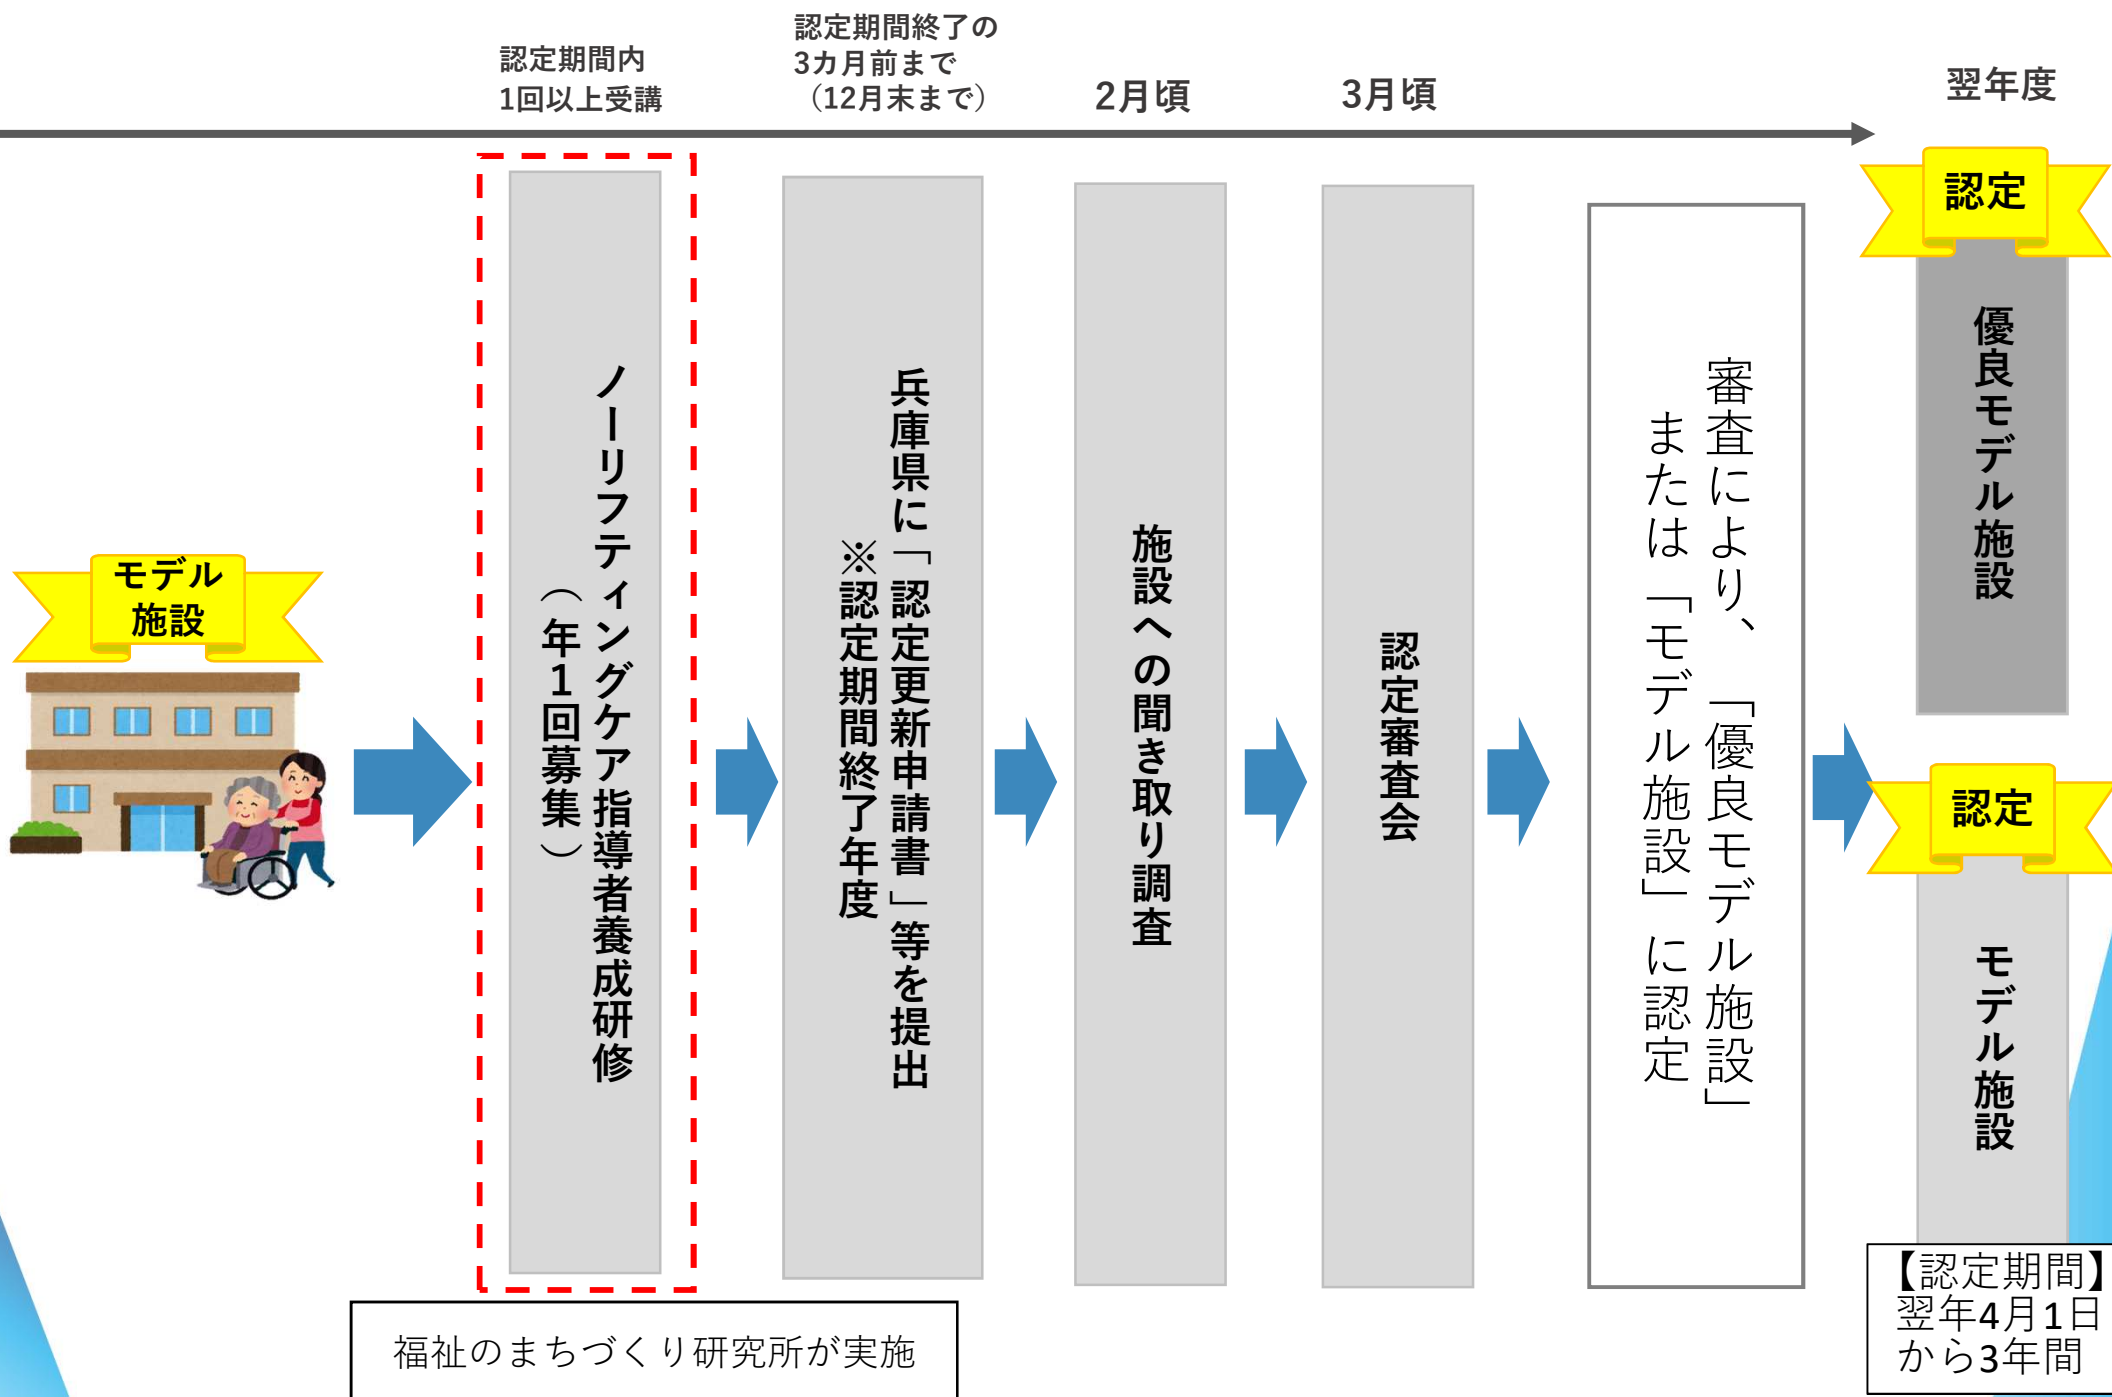 認定期間内
1回以上受講
認定期間終了の
3カ月前まで
（12月末まで）
2月頃
3月頃
翌年度
モデル
施設
ノーリフティングケア指導者養成研修
（年１回募集）
兵庫県に「認定更新申請書」等を提出
※認定期間終了年度
施設への聞き取り調査
認定審査会
審査により、「優良モデル施設」
または「モデル施設」に認定
認定
優良モデル施設
認定
モデル施設
【認定期間】
翌年4月1日
から3年間
福祉のまちづくり研究所が実施